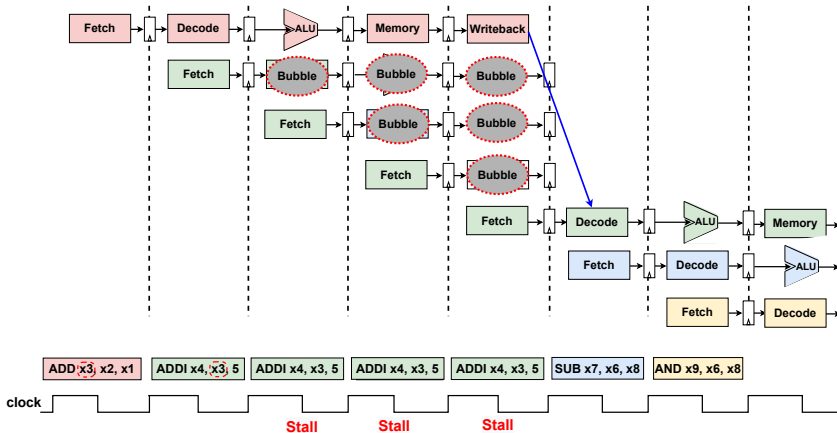 Fetch Decode ALU Memory Writeback
Fetch Bubble Bubble Bubble
Fetch Bubble Bubble
Fetch Bubble
Fetch Decode ALU Memory
Fetch Decode ALU
Fetch Decode
ADD x3, x2, x1 ADDI x4, x3, 5 ADDI x4, x3, 5 ADDI x4, x3, 5 ADDI x4, x3, 5 SUB x7, x6, x8 AND x9, x6, x8
clock
Stall Stall Stall